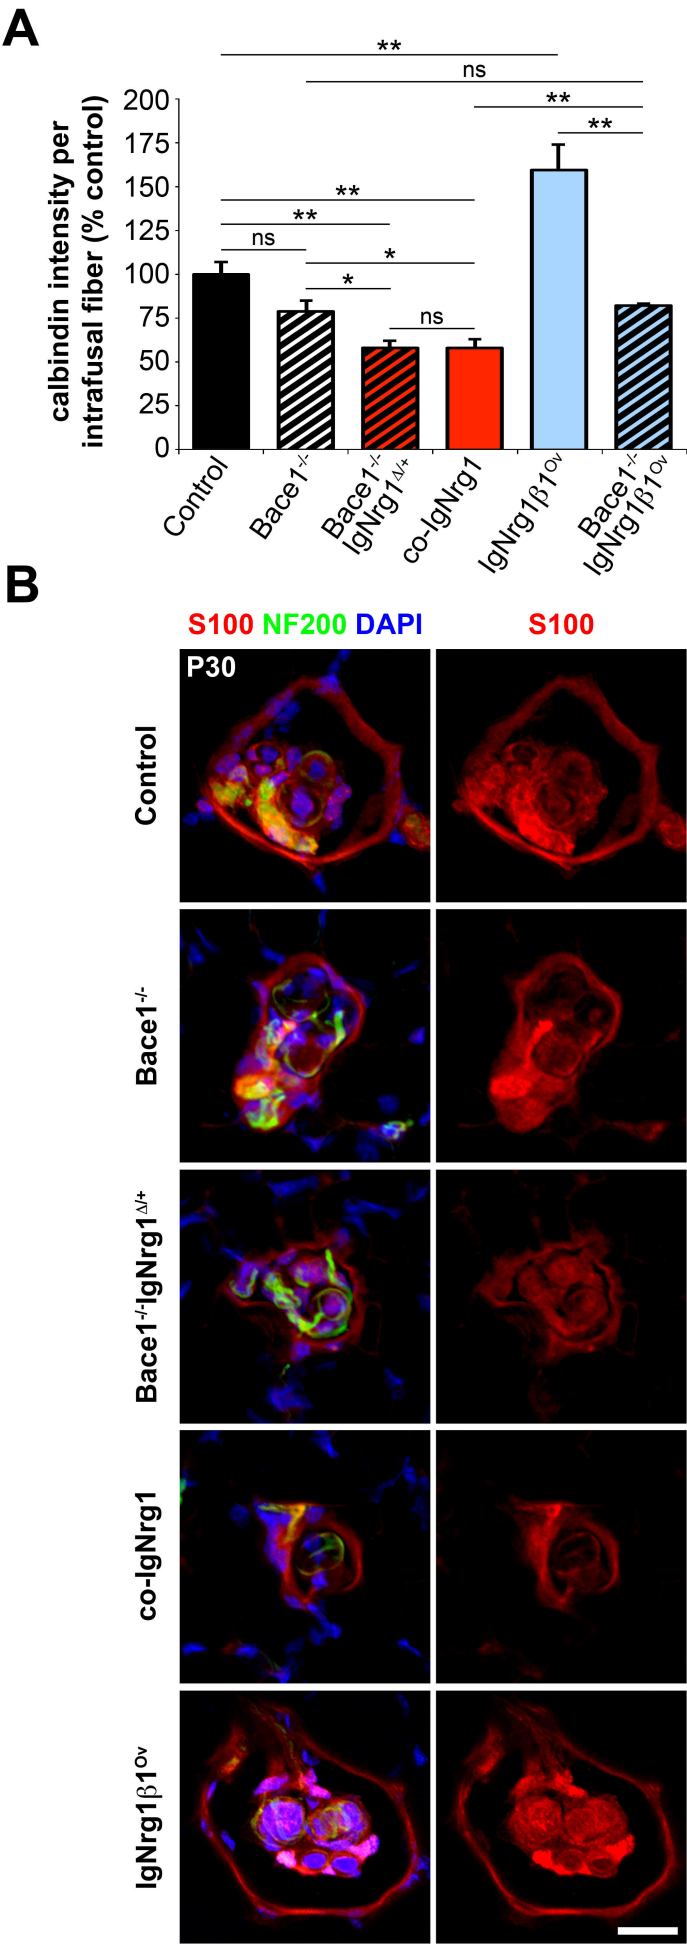 A
calbindin intensity per
intrafusal fiber (% control)
**
ns
**
**
**
**
ns
*
*
ns
200
175
150
125
100
75
50
25
0
Control
Bace1-/-
Bace1-/-
IgNrg1Δ/+
co-IgNrg1
IgNrg1β1Ov
Bace1-/-
IgNrg1β1Ov
B
S100 NF200 DAPI
S100
P30
Control
Bace1-/-
Bace1-/-IgNrg1Δ/+
co-IgNrg1
IgNrg1β1Ov